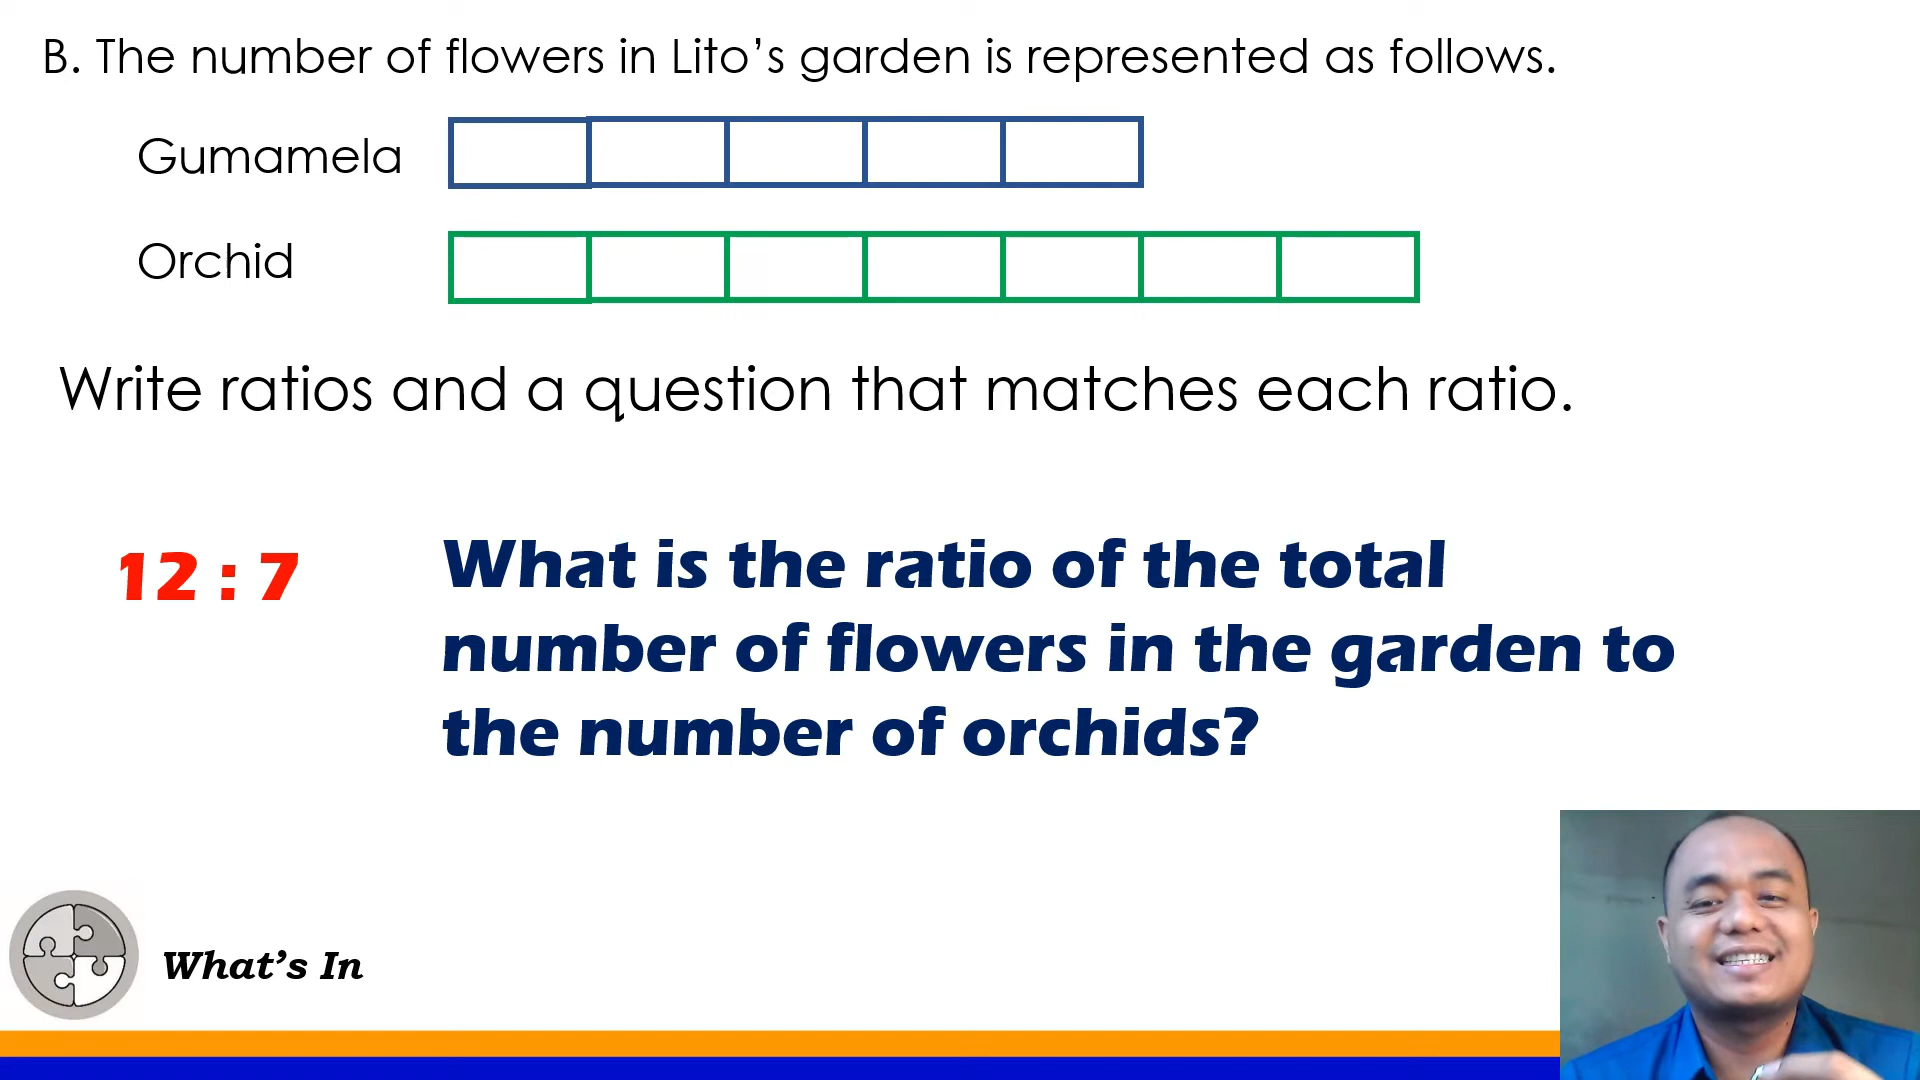 B. The number of flowers in Lito’s garden is represented as follows.
Gumamela
Orchid
Write ratios and a question that matches each ratio.
12 : 7
What is the ratio of the total
number of flowers in the garden to
the number of orchids?
What’s In